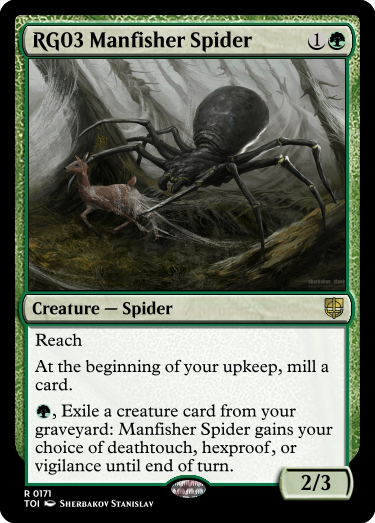 RG03 Manfisher Spider 1
Creature — Spider
Reach
At the beginning of your upkeep, mill a
card.
, Exile a creature card from your
graveyard: Manfisher Spider gains your
choice of deathtouch, hexproof, or
vigilance until end of turn.
2/3
R 0171
TOI Sherbakov Stanislav